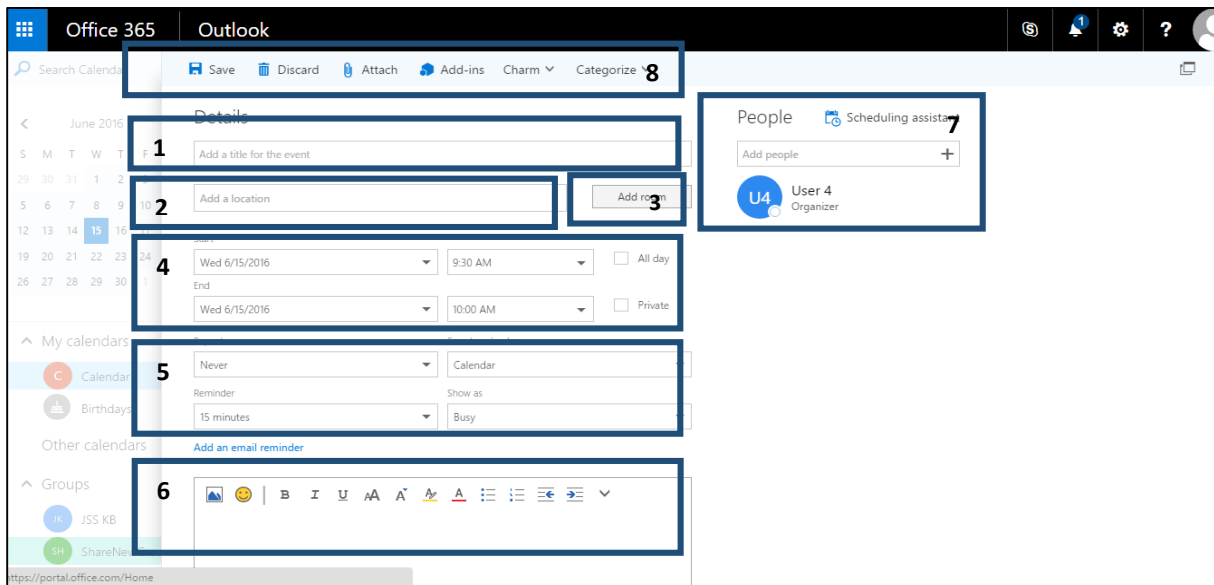 Office 365 Outlook 1 ?
Search Calenda
Save Discard Attach Add-ins Charm Categorize 8
Details
People Scheduling assistant 7
June 2016
1 Add a title for the event
Add people +
S M T W T F
29 30 31 1 2 3
2 Add a location
Add room 3
U4 User 4
Organizer
5 6 7 8 9 10
12 13 14 15 16 17
Start
4 Wed 6/15/2016 9:30 AM All day
19 20 21 22 23 24
End
26 27 28 29 30 1
Wed 6/15/2016 10:00 AM Private
My calendars
5 Never Calendar
C Calendar
Reminder Show as
Birthdays
15 minutes Busy
Other calendars
Add an email reminder
Groups
6 B I U AA A A A
JK JSS KB
SH ShareNew
https://portal.office.com/Home